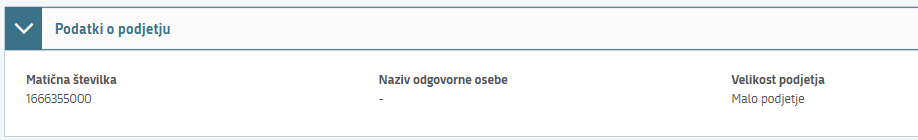 Podatki o podjetju
Matična številka
1666355000
Naziv odgovorne osebe
-
Velikost podjetja
Malo podjetje